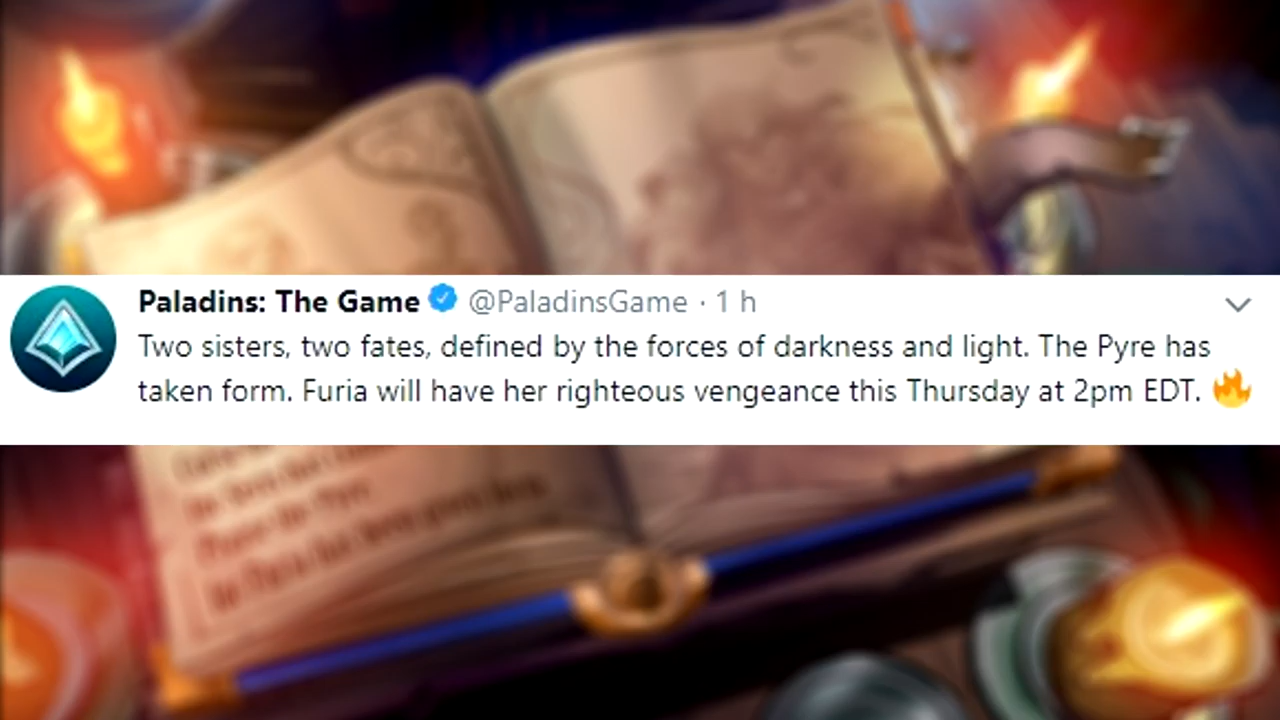 Paladins: The Game @PaladinsGame · 1 h
Two sisters, two fates, defined by the forces of darkness and light. The Pyre has
taken form. Furia will have her righteous vengeance this Thursday at 2pm EDT. 🔥